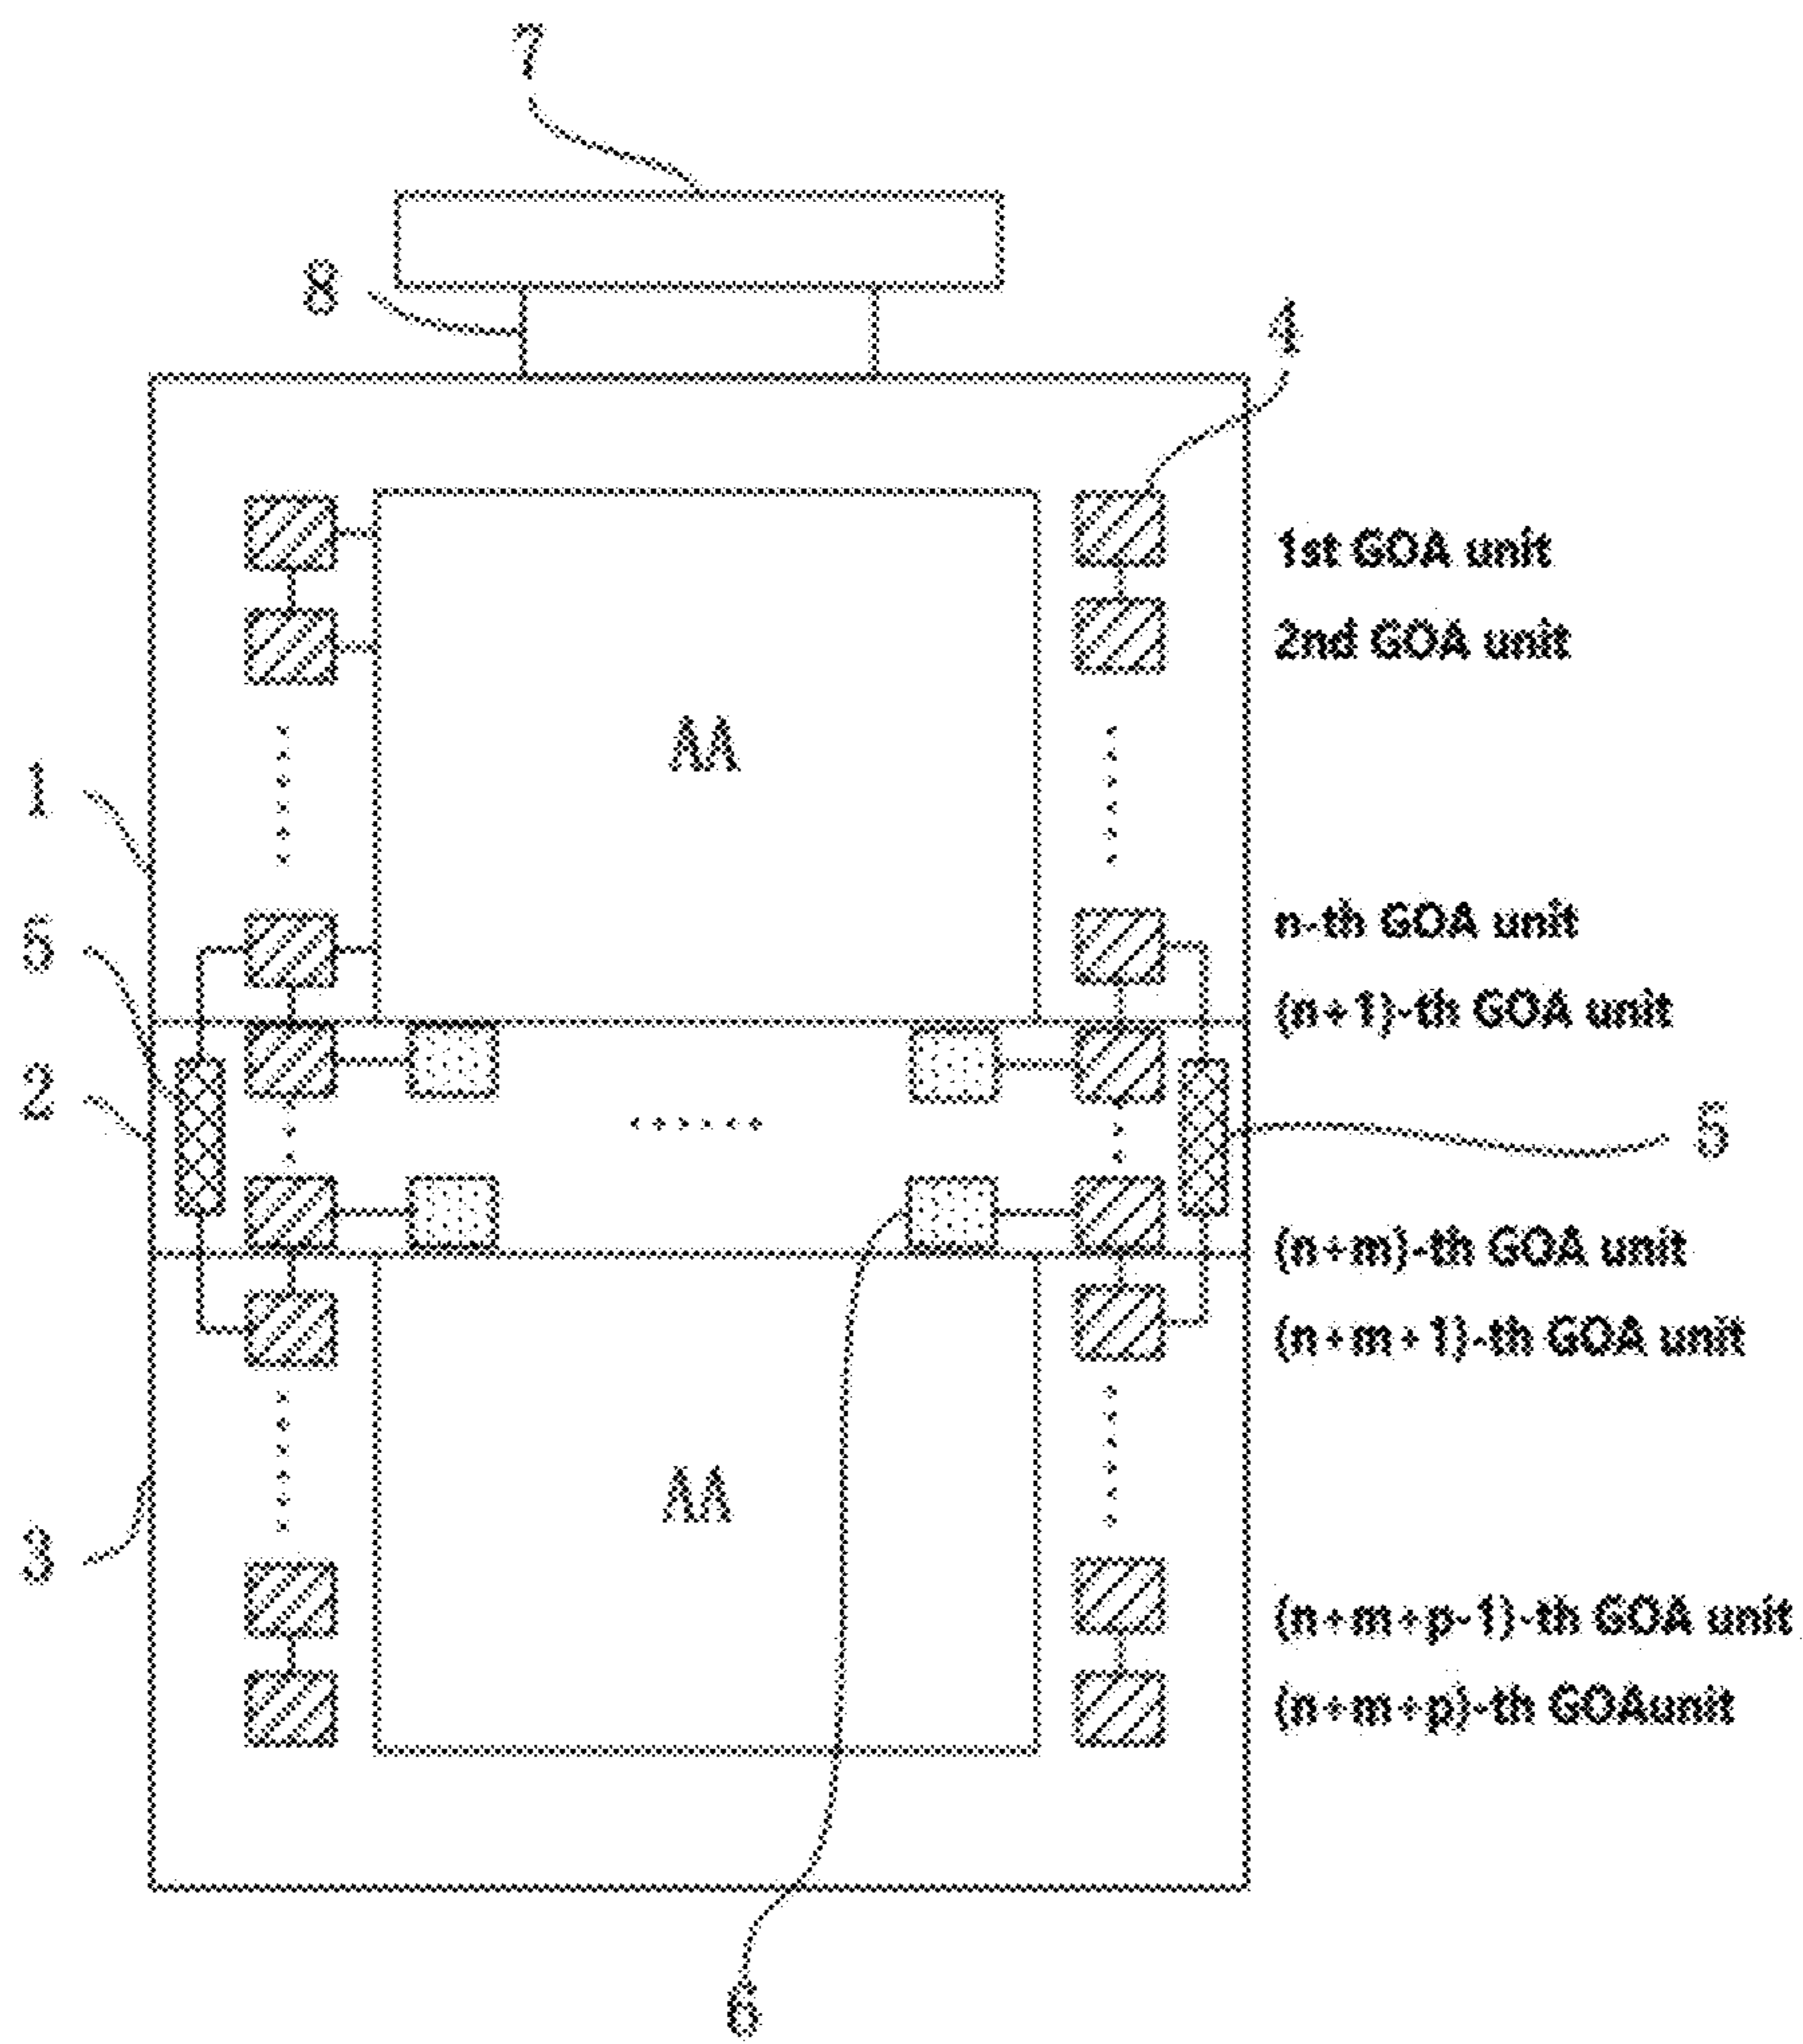 7
8
4
1st GOA unit
2nd GOA unit
AA
1
5
n-th GOA unit
(n+1)-th GOA unit
2
5
(n+m)-th GOA unit
(n+m+1)-th GOA unit
AA
3
(n+m+p-1)-th GOA unit
(n+m+p)-th GOAunit
6